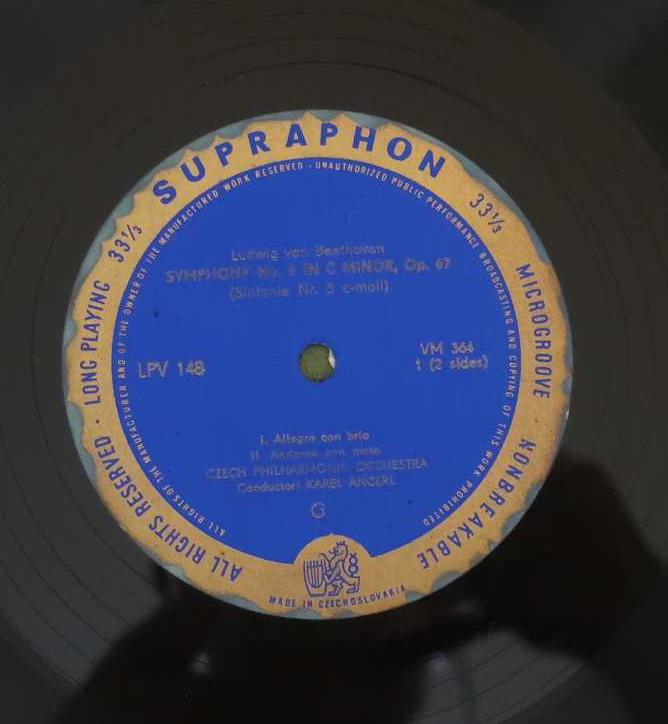 SUPRAPHON
33⅓
33⅓
LONG PLAYING
MICROGROOVE
ALL RIGHTS RESERVED
NONBREAKABLE
ALL RIGHTS OF THE MANUFACTURER AND OF THE OWNER OF THE MANUFACTURED WORK RESERVED · UNAUTHORIZED PUBLIC PERFORMANCE BROADCASTING AND COPYING OF THIS WORK PROHIBITED
Ludwig van Beethoven
SYMPHONY No. 5 IN C MINOR, Op. 67
(Sinfonie Nr. 5 c-moll)
LPV 148
VM 364
1 (2 sides)
I. Allegro con brio
II. Andante con moto
CZECH PHILHARMONIC ORCHESTRA
Conductor: KAREL ANČERL
G
MADE IN CZECHOSLOVAKIA